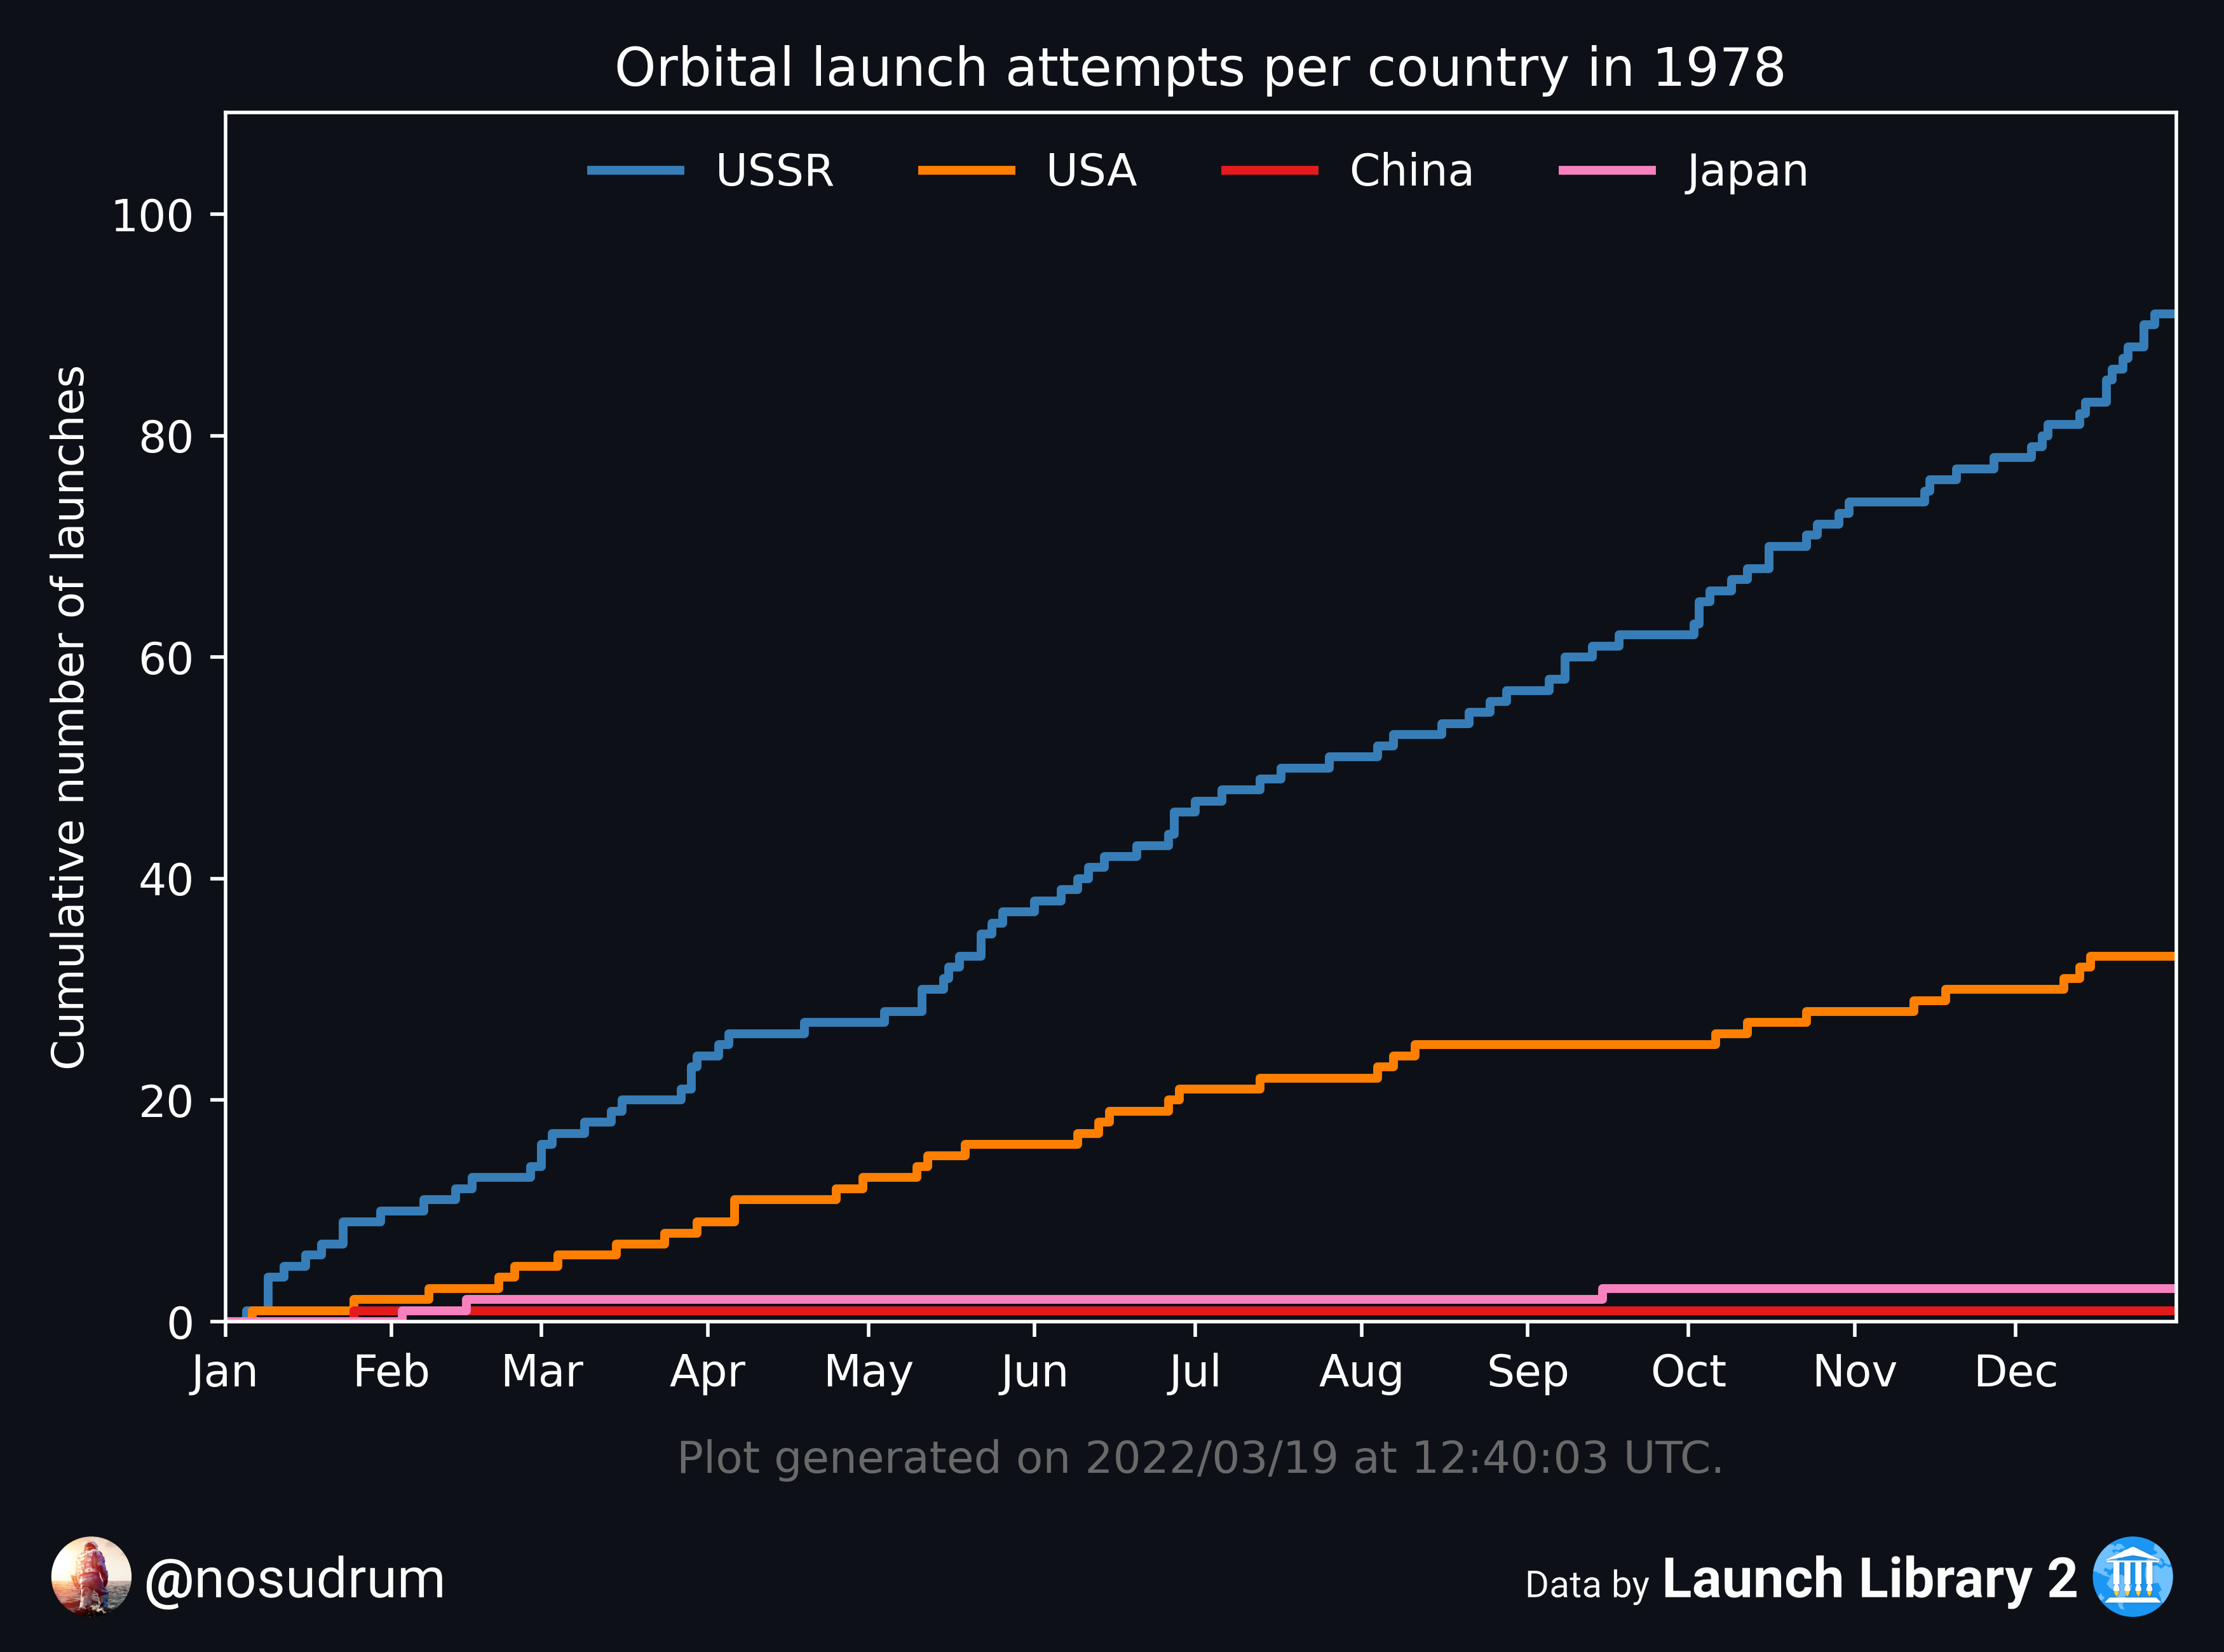 Orbital launch attempts per country in 1978
USSR USA China Japan
Cumulative number of launches
100
80
60
40
20
0
Jan Feb Mar Apr May Jun Jul Aug Sep Oct Nov Dec
Plot generated on 2022/03/19 at 12:40:03 UTC.
@nosudrum
Data by Launch Library 2